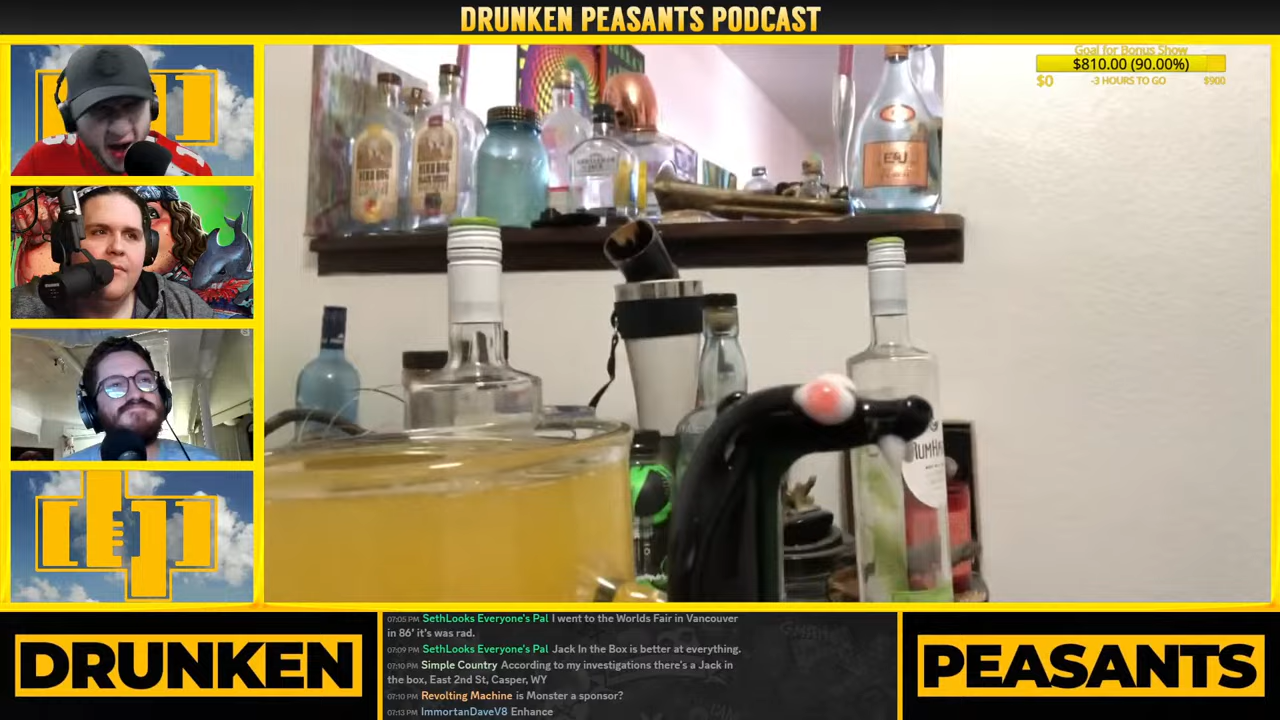 DRUNKEN PEASANTS PODCAST
Goal for Bonus Show
$810.00 (90.00%)
$0 -3 HOURS TO GO $900
E&J
DRUNKEN
07:05 PM SethLooks Everyone's Pal I went to the Worlds Fair in Vancouver
in 86' it's was rad.
07:09 PM SethLooks Everyone's Pal Jack In the Box is better at everything.
07:10 PM Simple Country According to my investigations there's a Jack in
the box, East 2nd St, Casper, WY
07:10 PM Revolting Machine is Monster a sponsor?
07:13 PM ImmortanDaveV8 Enhance
PEASANTS